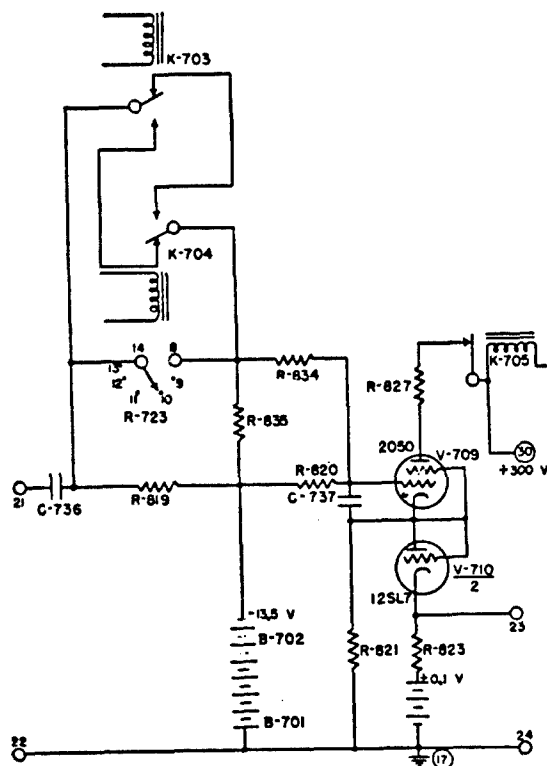 K-703
K-704
14
8
13°
12°
11°
°10
°9
R-723
R-834
R-835
K-705
R-827
30
+300 V
2050
V-709
R-820
C-737
21
C-736
R-819
V-710
2
12SL7
23
-13.5 V
B-702
R-821
R-823
±0.1 V
B-701
22
17
24